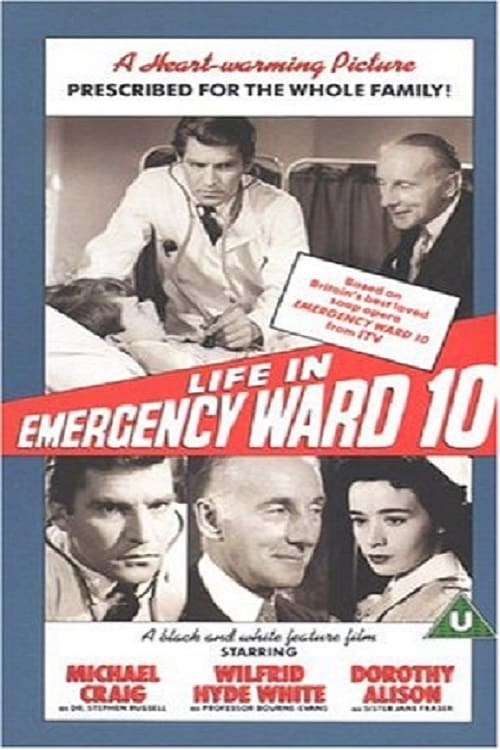 A Heart-warming Picture
PRESCRIBED FOR THE WHOLE FAMILY!
Based on
Britain's best loved
soap opera
EMERGENCY WARD 10
from ITV
LIFE IN
EMERGENCY WARD 10
U
A black and white feature film
STARRING
MICHAEL CRAIG
WILFRID HYDE WHITE
DOROTHY ALISON
as DR. STEPHEN RUSSELL
as PROFESSOR BOURNE-EVANS
as SISTER JANE FRASER